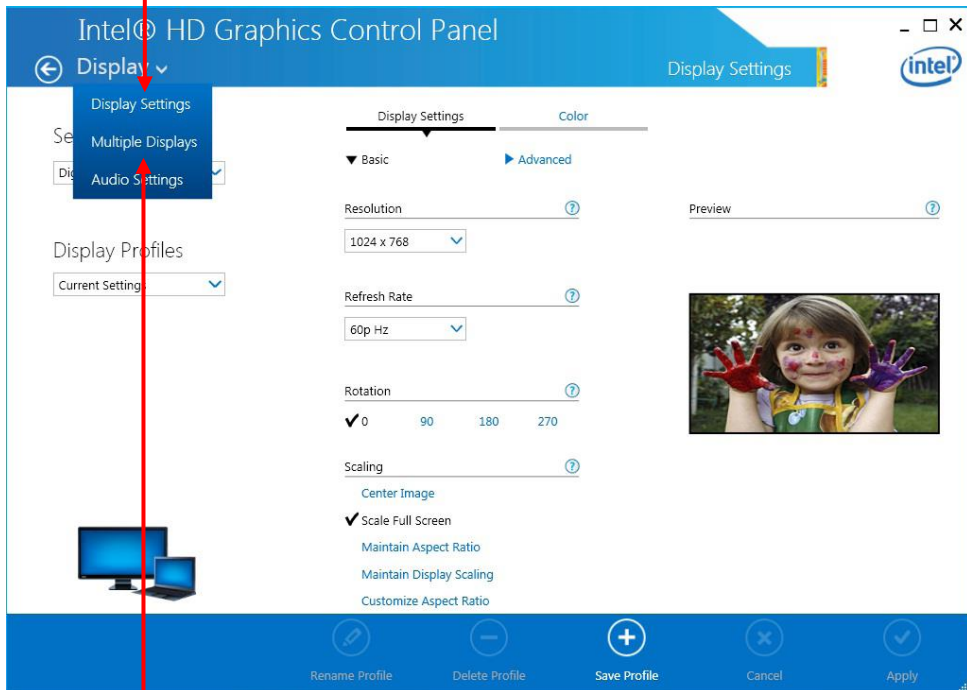 Intel® HD Graphics Control Panel
Display
Display Settings
intel
Display Settings
Multiple Displays
Audio Settings
Se
Display Profiles
Current Settings
Display Settings
Color
Basic
Advanced
Resolution
?
1024 x 768
Refresh Rate
?
60p Hz
Rotation
?
0 90 180 270
Scaling
?
Center Image
Scale Full Screen
Maintain Aspect Ratio
Maintain Display Scaling
Customize Aspect Ratio
Preview
?
Rename Profile
Delete Profile
Save Profile
Cancel
Apply